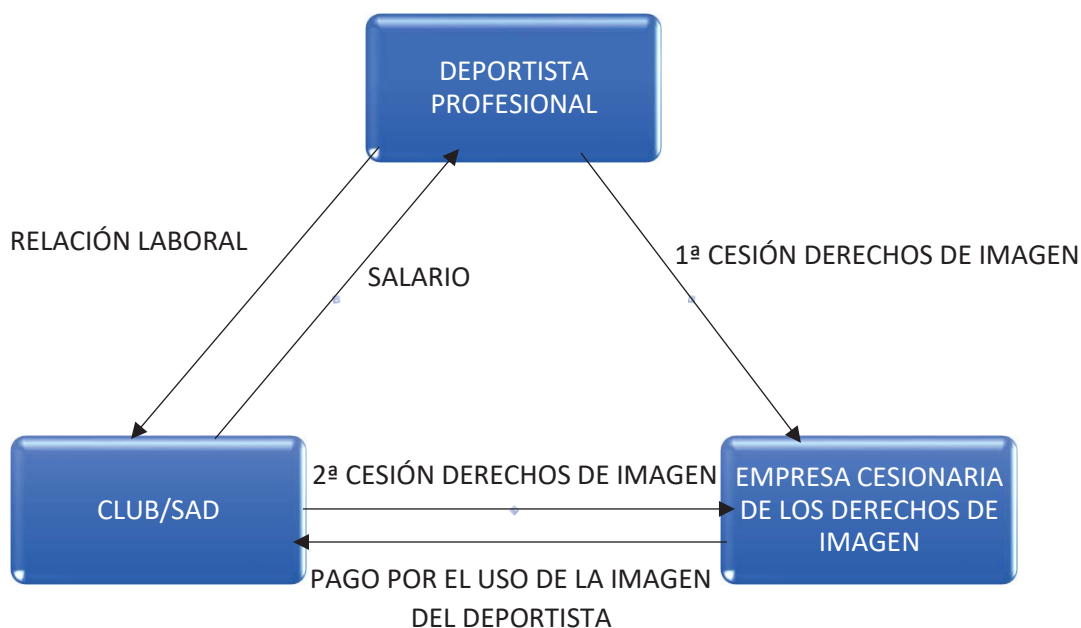 DEPORTISTA
PROFESIONAL
RELACIÓN LABORAL
SALARIO
1ª CESIÓN DERECHOS DE IMAGEN
CLUB/SAD
2ª CESIÓN DERECHOS DE IMAGEN
EMPRESA CESIONARIA
DE LOS DERECHOS DE
IMAGEN
PAGO POR EL USO DE LA IMAGEN
DEL DEPORTISTA